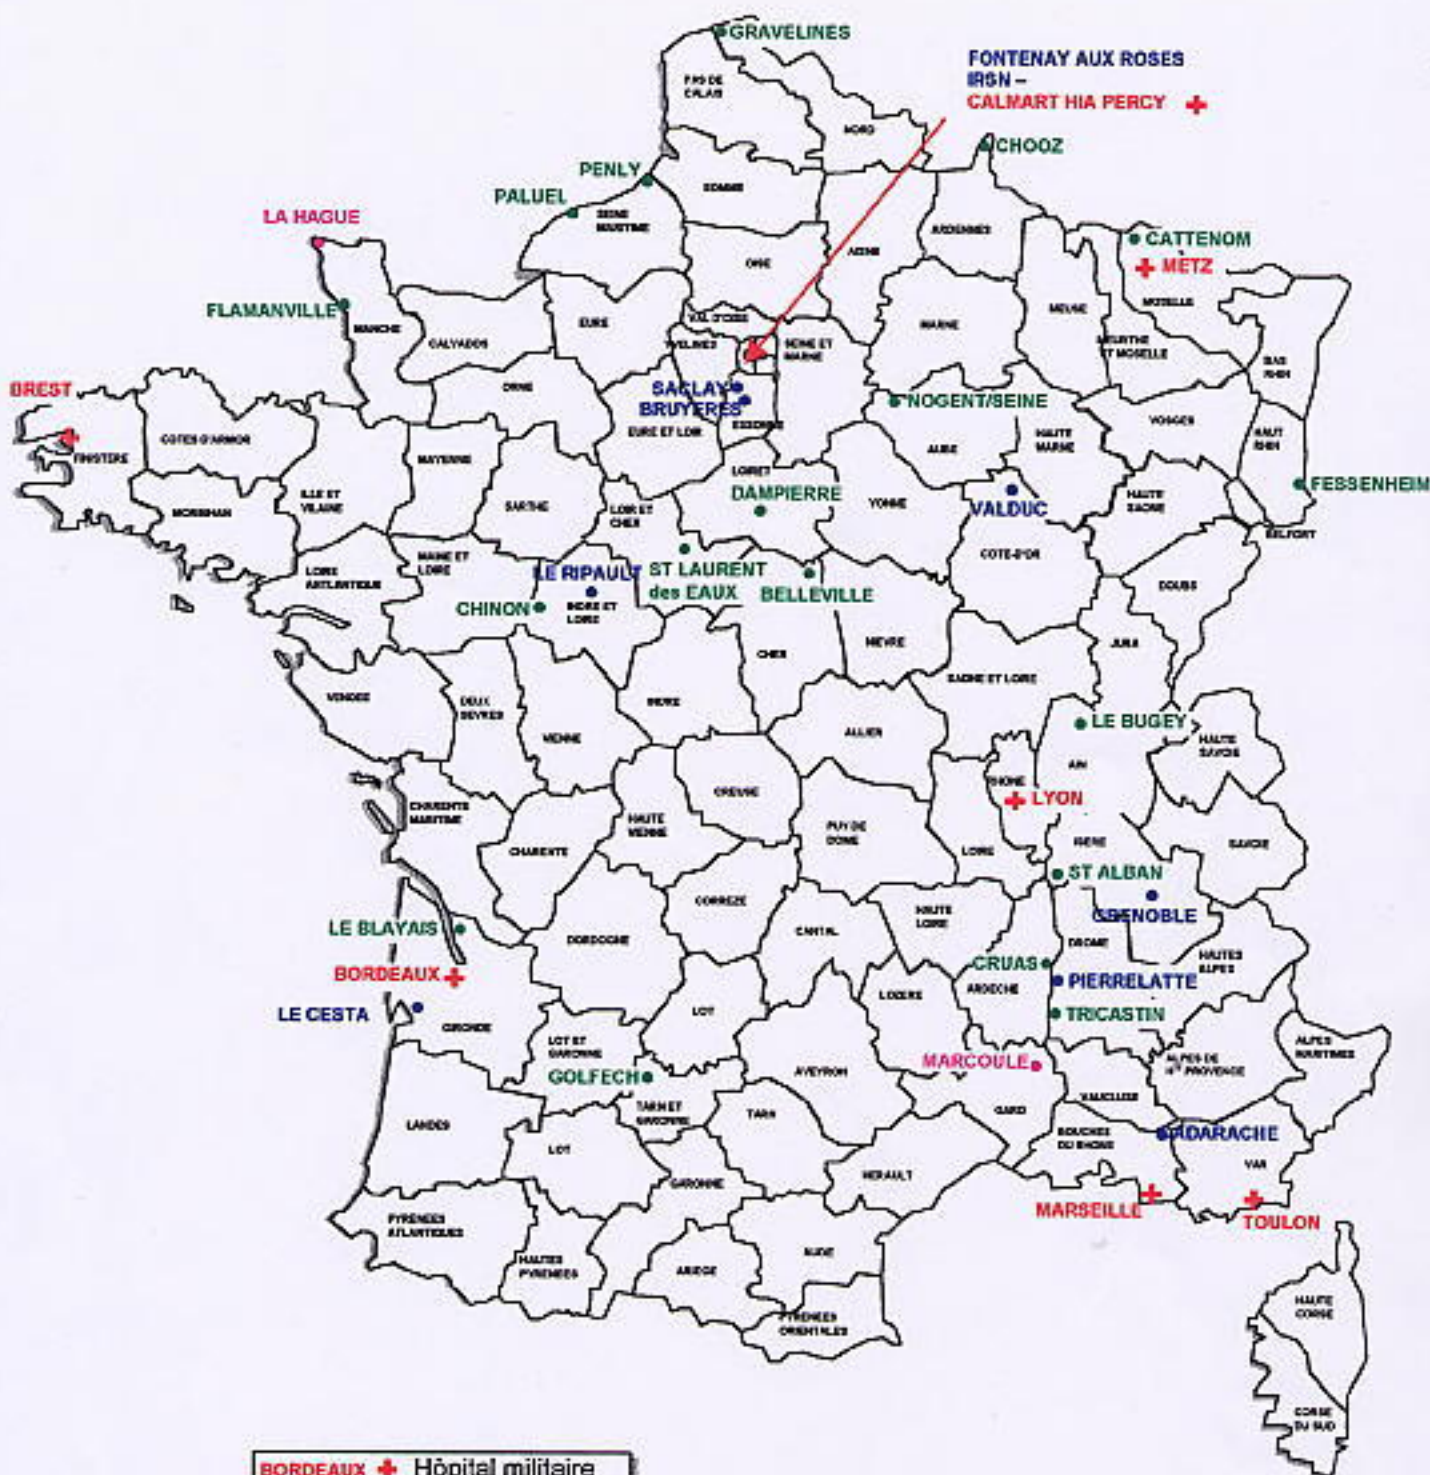 GRAVELINES
FONTENAY AUX ROSES
IRSN –
CALMART HIA PERCY
PAS DE
CALAIS
NORD
CHOOZ
PENLY
SOMME
PALUEL
SEINE
MARITIME
LA HAGUE
OISE
AISNE
ARDENNES
CATTENOM
METZ
MOSELLE
FLAMANVILLE
MANCHE
CALVADOS
EURE
VAL D'OISE
YVELINES
SEINE ET
MARNE
MARNE
MEUSE
MEURTHE
ET MOSELLE
BAS
RHIN
BREST
ORNE
SACLAY
BRUYERES
NOGENT/SEINE
ESSONNE
EURE ET LOIR
AUBE
HAUTE
MARNE
VOSGES
HAUT
RHIN
FINISTERE
COTES D'ARMOR
MAYENNE
LOIRET
DAMPIERRE
FESSENHEIM
MORBIHAN
ILLE ET
VILAINE
SARTHE
LOIR ET
CHER
YONNE
VALDUC
HAUTE
SAONE
BELFORT
COTE-D'OR
MAINE ET
LOIRE
LOIRE
ANTLANTIQUE
LE RIPAULT
ST LAURENT
des EAUX
BELLEVILLE
DOUBS
CHINON
INDRE ET
LOIRE
CHER
NIEVRE
JURA
SAONE ET LOIRE
VENDEE
DEUX
SEVRES
VIENNE
INDRE
ALLIER
LE BUGEY
HAUTE
SAVOIE
AIN
RHONE
LYON
CHARENTE
MARITIME
CREUSE
HAUTE
VIENNE
PUY DE
DOME
LOIRE
ISERE
SAVOIE
CHARENTE
ST ALBAN
GRENOBLE
CORREZE
HAUTE
LOIRE
LE BLAYAIS
DORDOGNE
CANTAL
DROME
HAUTES
ALPES
CRUAS
BORDEAUX
PIERRELATTE
LOZERE
ARDECHE
LE CESTA
GIRONDE
LOT
TRICASTIN
LOT ET
GARONNE
GOLFECH
AVEYRON
MARCOULE
ALPES DE
Hte PROVENCE
ALPES
MARITIMES
VAUCLUSE
GARD
LANDES
TARN ET
GARONNE
TARN
BOUCHES
DU RHONE
CADARACHE
LOT
GARONNE
HERAULT
VAR
MARSEILLE
TOULON
PYRENEES
ATLANTIQUES
HAUTES
PYRENEES
ARIEGE
AUDE
PYRENEES
ORIENTALES
HAUTE
CORSE
CORSE
DU SUD
BORDEAUX Hôpital militaire